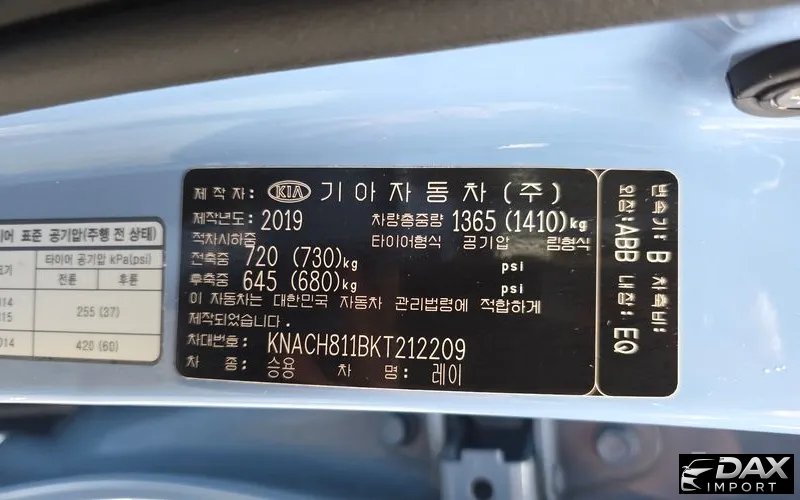 이어 표준 공기압(주행 전 상태)
타이어 공기압 kPa(psi)
전륜 후륜
255 (37)
420 (60)
제 작 자: KIA 기아자동차(주)
제작년도: 2019 차량총중량 1365 (1410)kg
적차시하중 타이어형식 공기압 림형식
전축중 720 (730)kg psi
후축중 645 (680)kg psi
이 자동차는 대한민국 자동차 관리법령에 적합하게
제작되었습니다.
차대번호: KNACH811BKT212209
차 종: 승용 차 명: 레이
변속기: B 차축비:
외장: ABB 내장: EQ
DAX
IMPORT